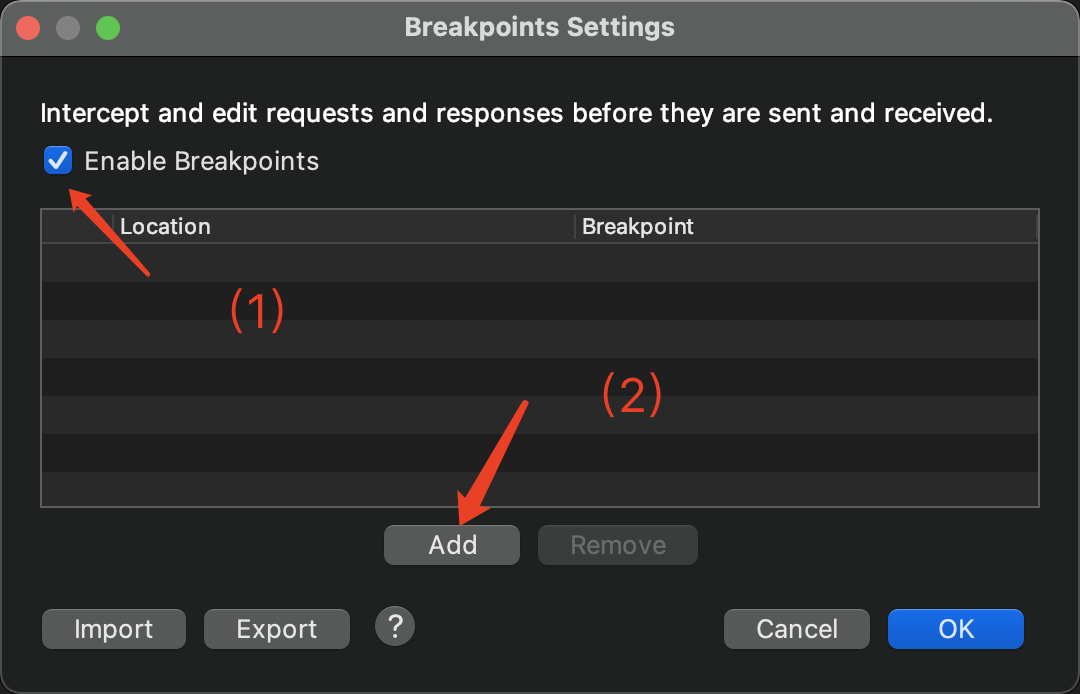 Breakpoints Settings
Intercept and edit requests and responses before they are sent and received.
Enable Breakpoints
Location Breakpoint
(1)
(2)
Add Remove
Import Export ? Cancel OK